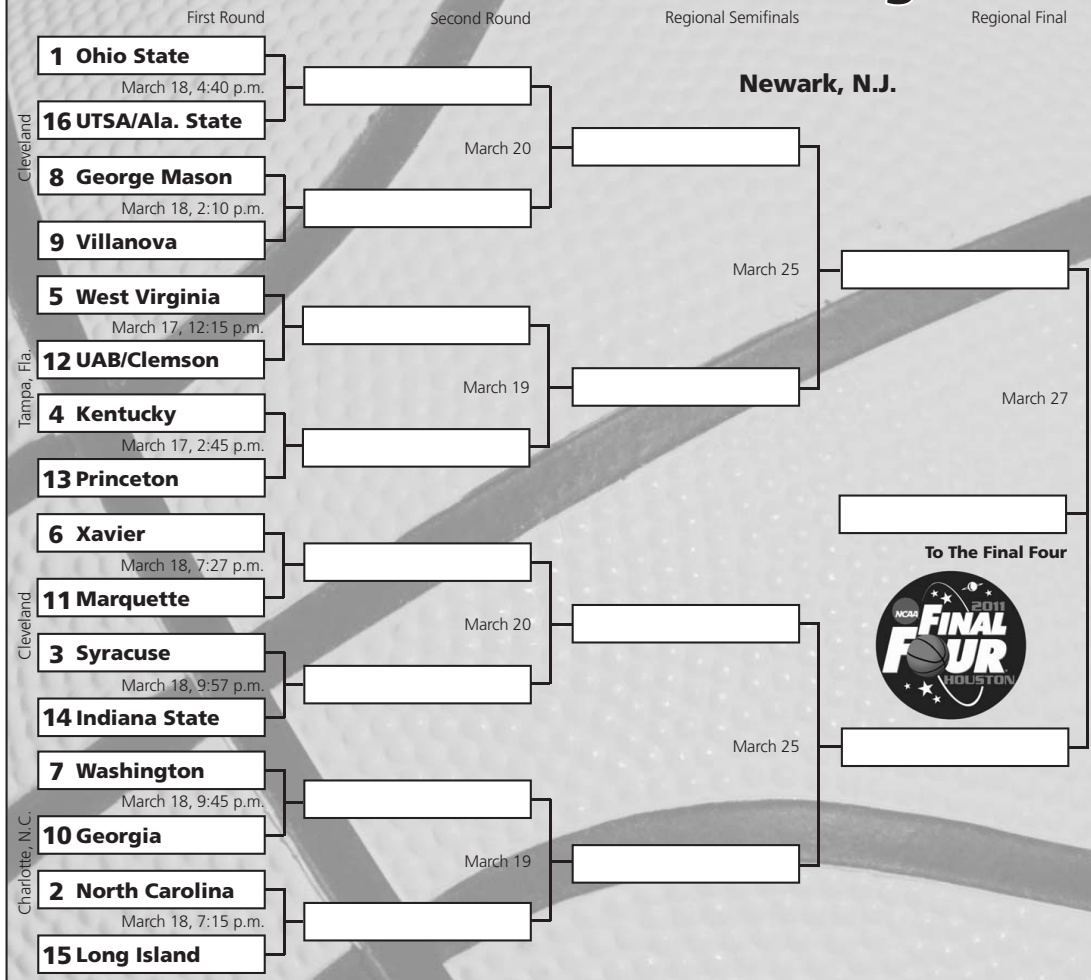 First Round
Second Round
Regional Semifinals
Regional Final
Newark, N.J.
Cleveland
1 Ohio State
March 18, 4:40 p.m.
16 UTSA/Ala. State
8 George Mason
March 18, 2:10 p.m.
9 Villanova
March 20
Tampa, Fla.
5 West Virginia
March 17, 12:15 p.m.
12 UAB/Clemson
4 Kentucky
March 17, 2:45 p.m.
13 Princeton
March 19
March 25
Cleveland
6 Xavier
March 18, 7:27 p.m.
11 Marquette
3 Syracuse
March 18, 9:57 p.m.
14 Indiana State
March 20
Charlotte, N.C.
7 Washington
March 18, 9:45 p.m.
10 Georgia
2 North Carolina
March 18, 7:15 p.m.
15 Long Island
March 19
March 25
March 27
To The Final Four
NCAA
2011
FINAL
FOUR
HOUSTON